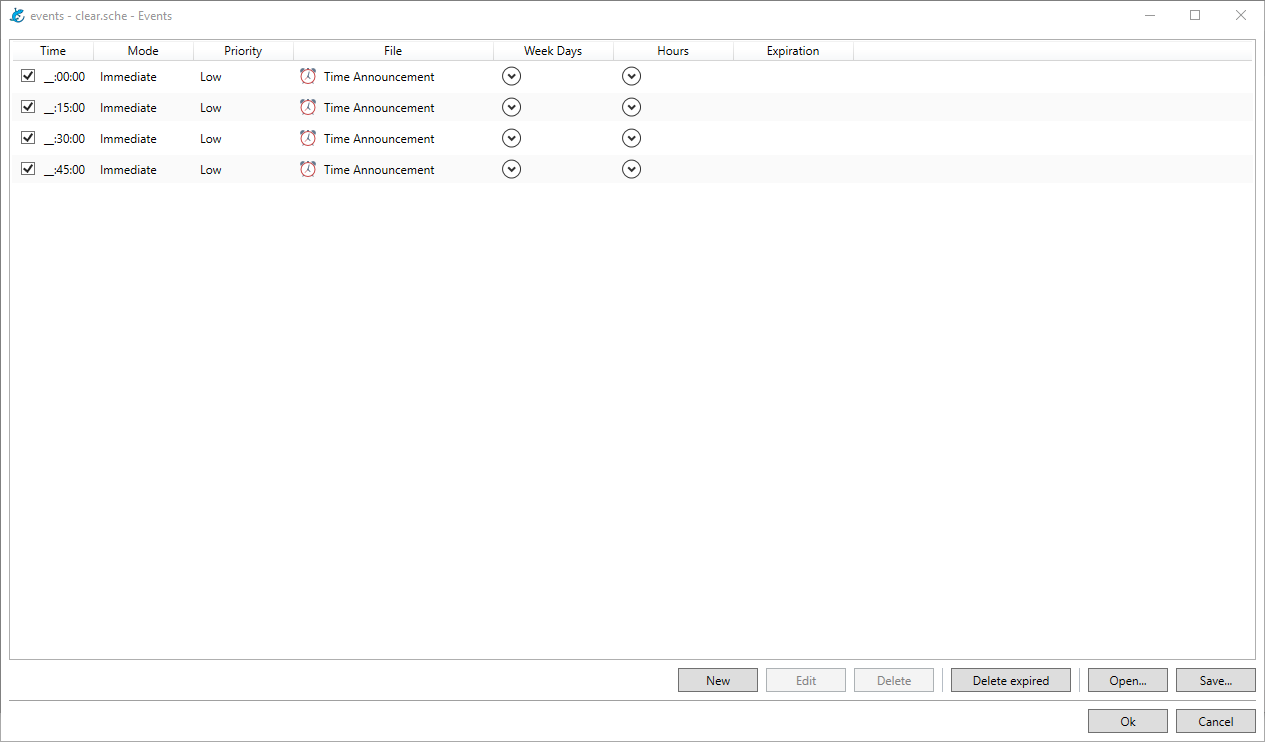 events - clear.sche - Events
Time Mode Priority File Week Days Hours Expiration
__:00:00 Immediate Low Time Announcement
__:15:00 Immediate Low Time Announcement
__:30:00 Immediate Low Time Announcement
__:45:00 Immediate Low Time Announcement
New Edit Delete Delete expired Open... Save...
Ok Cancel